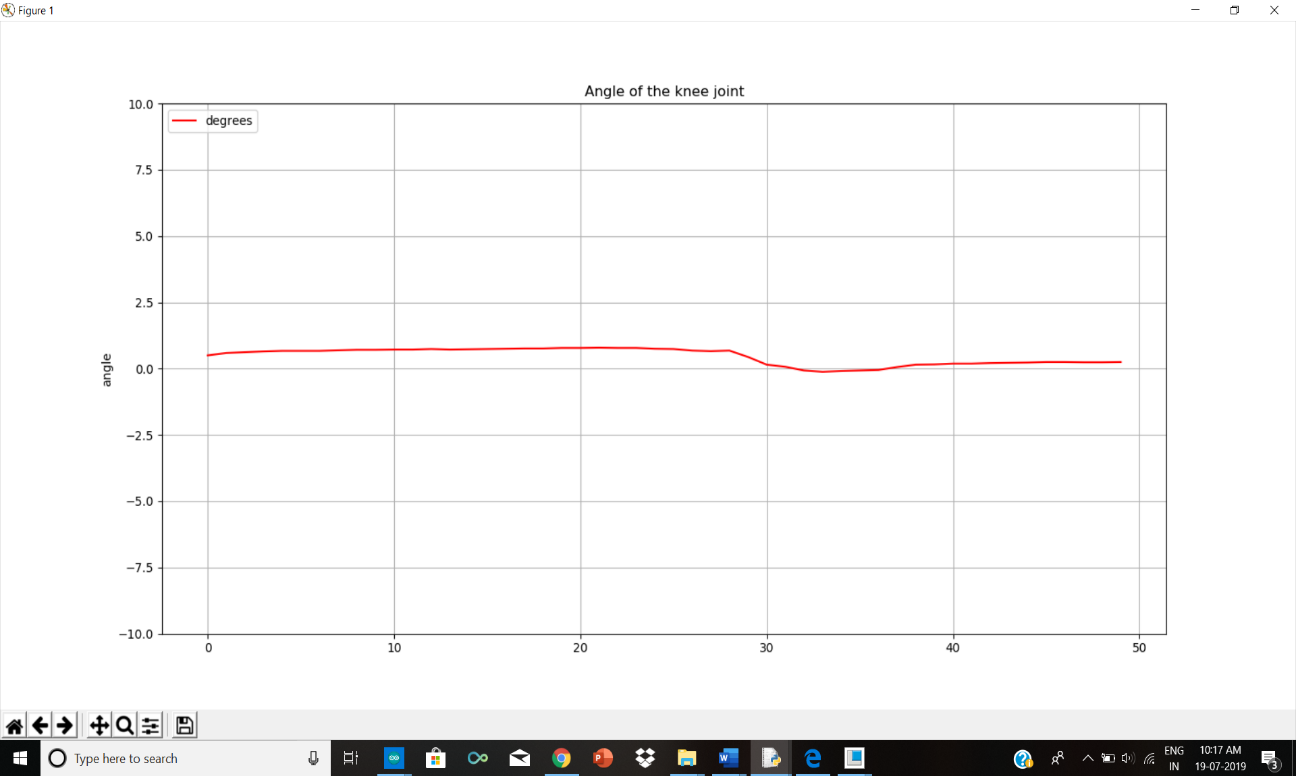 Figure 1
Angle of the knee joint
degrees
angle
10.0
7.5
5.0
2.5
0.0
−2.5
−5.0
−7.5
−10.0
0 10 20 30 40 50
Type here to search
ENG
IN
10:17 AM
19-07-2019
3